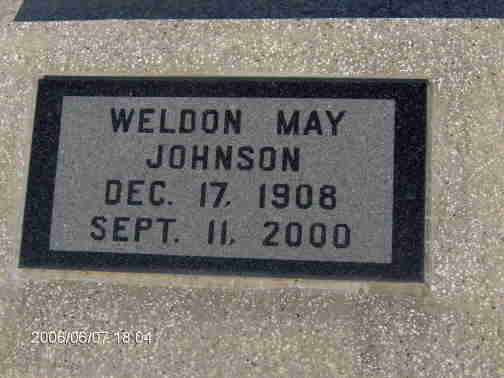 WELDON MAY
JOHNSON
DEC. 17, 1908
SEPT. 11, 2000
2006/06/07 18:04